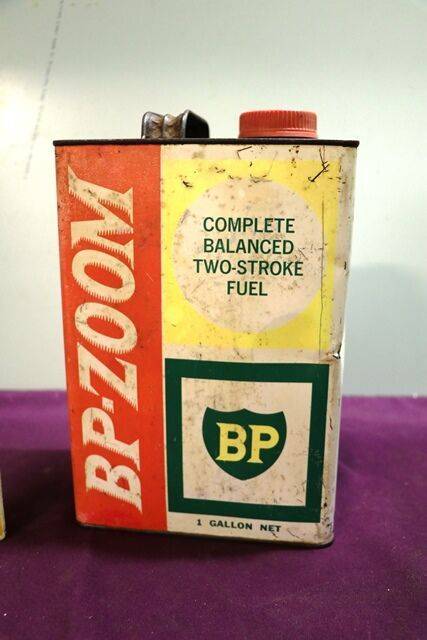 BP-ZOOM
COMPLETE
BALANCED
TWO-STROKE
FUEL
BP
1 GALLON NET